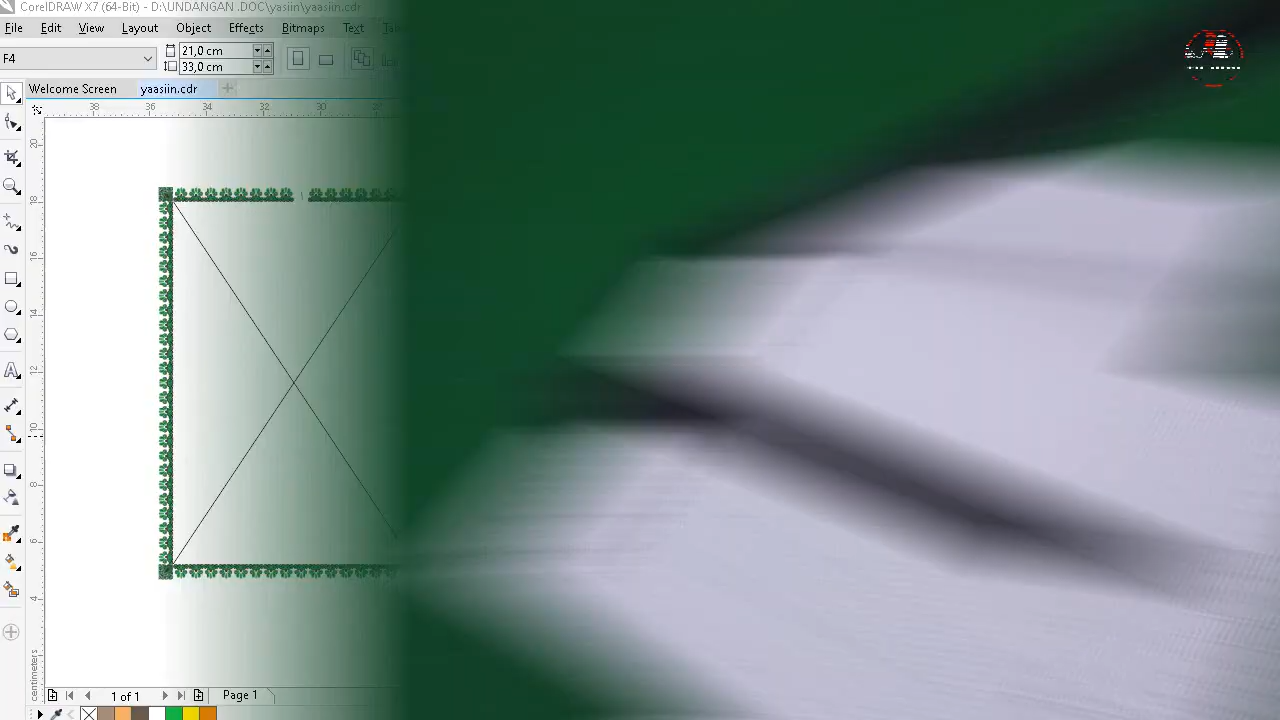 CorelDRAW X7 (64-Bit) - D:\UNDANGAN .DOC\yasiin\yaasiin.cdr
File Edit View Layout Object Effects Bitmaps Text
F4
21,0 cm
33,0 cm
Welcome Screen yaasiin.cdr
38 36 34 32 30
20
18
16
14
12
10
8
6
4
centimeters
1 of 1 Page 1